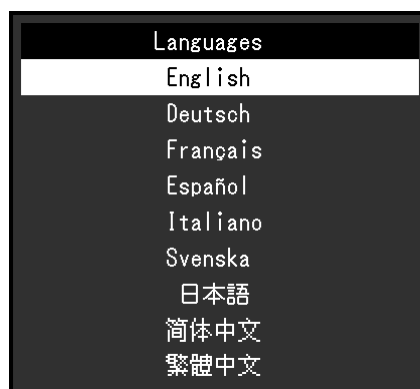 Languages
English
Deutsch
Français
Español
Italiano
Svenska
日本語
简体中文
繁體中文